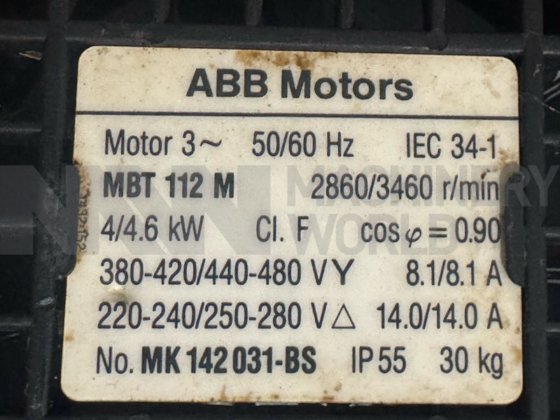 ABB Motors
Motor 3~ 50/60 Hz IEC 34-1
MBT 112 M 2860/3460 r/min
4/4.6 kW Cl. F cos φ = 0.90
380-420/440-480 V Y 8.1/8.1 A
220-240/250-280 V △ 14.0/14.0 A
No. MK 142 031-BS IP 55 30 kg
MACHINERY
WORLD